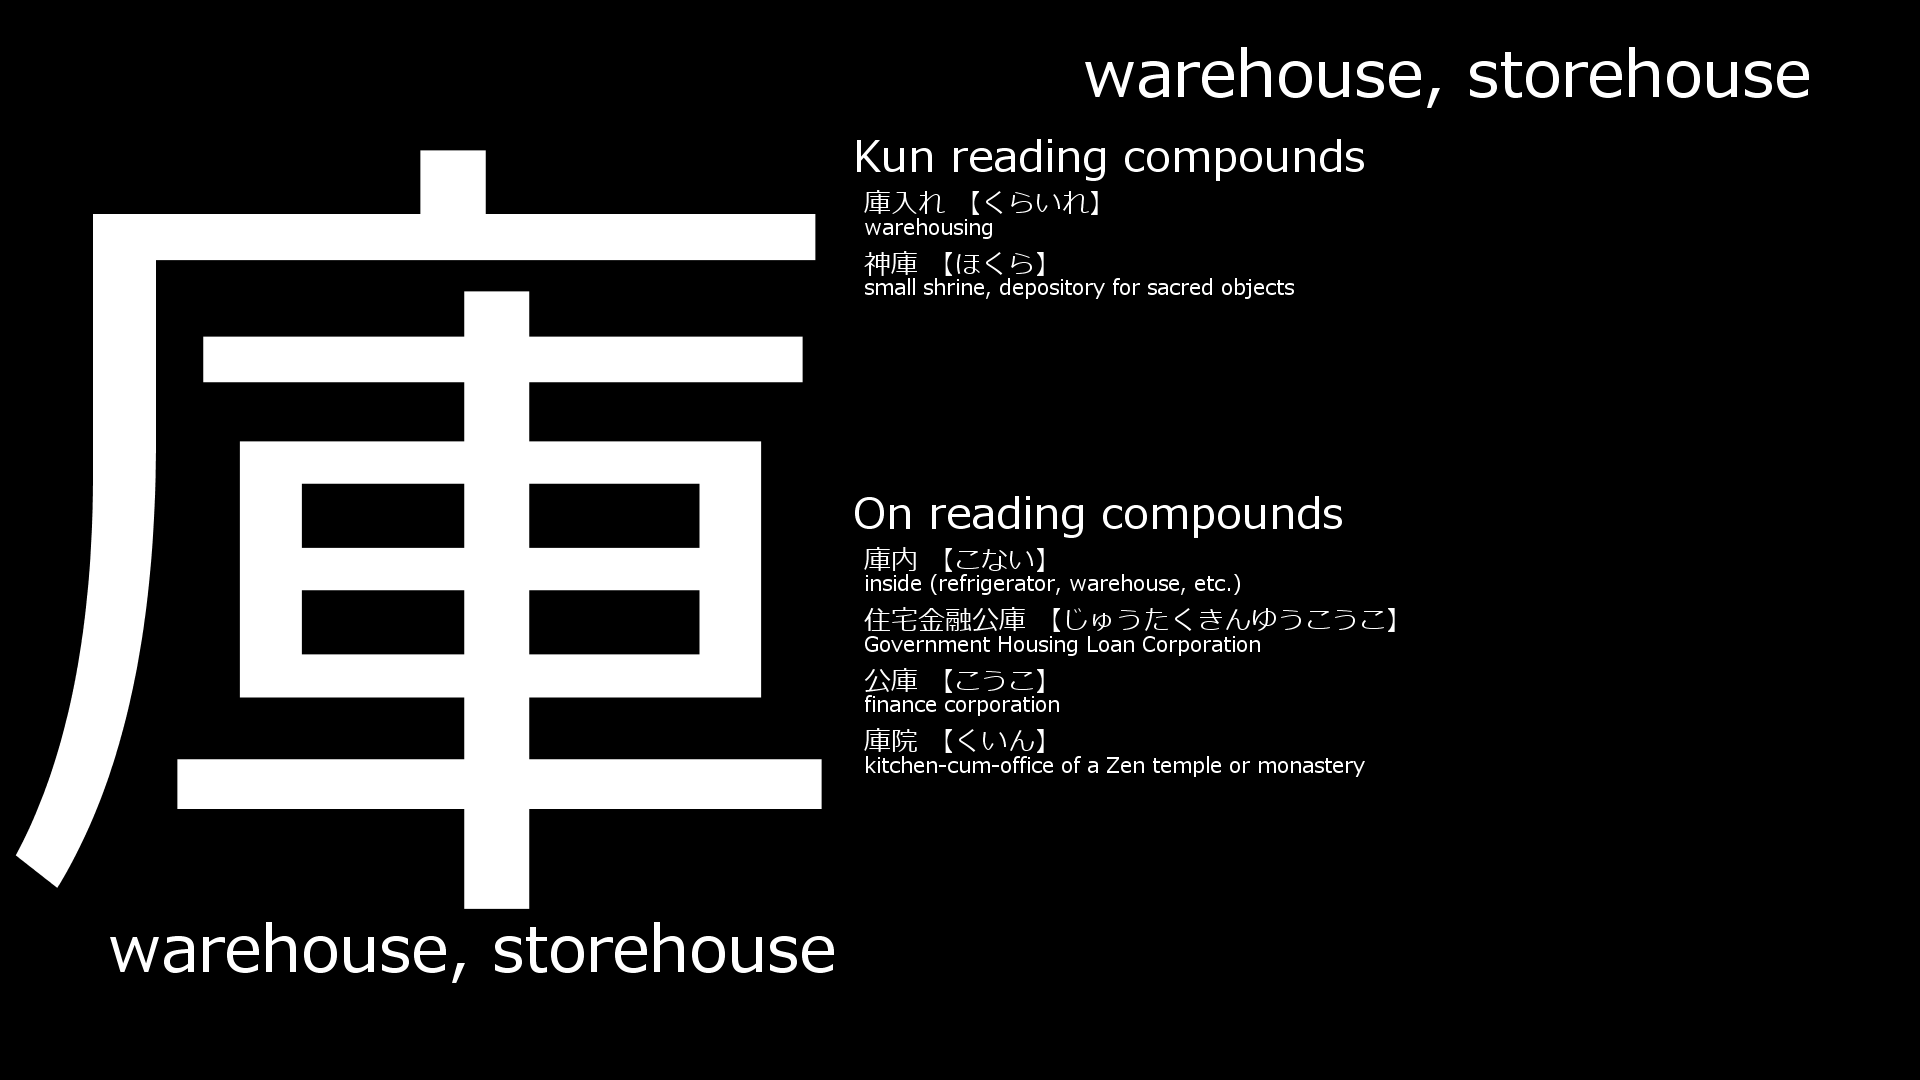 庫
warehouse, storehouse
warehouse, storehouse
Kun reading compounds
庫入れ 【くらいれ】
warehousing
神庫 【ほくら】
small shrine, depository for sacred objects
On reading compounds
庫内 【こない】
inside (refrigerator, warehouse, etc.)
住宅金融公庫 【じゅうたくきんゆうこうこ】
Government Housing Loan Corporation
公庫 【こうこ】
finance corporation
庫院 【くいん】
kitchen-cum-office of a Zen temple or monastery